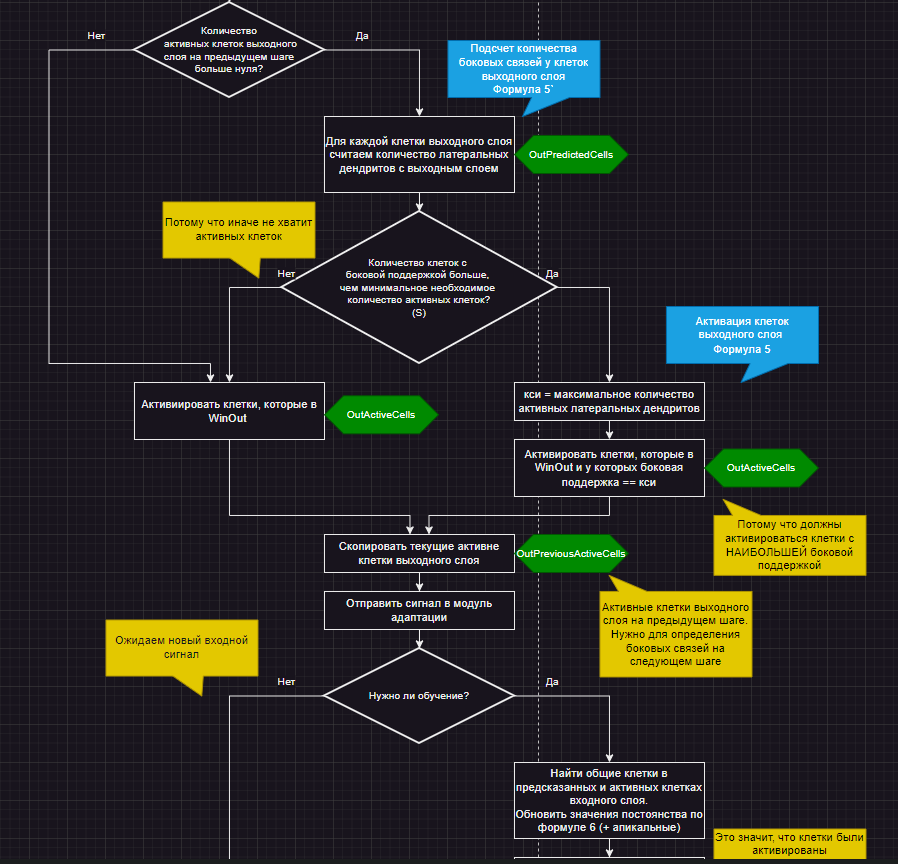 Количество
активных клеток выходного
слоя на предыдущем шаге
больше нуля?
Нет
Да
Подсчет количества
боковых связей у клеток
выходного слоя
Формула 5`
Для каждой клетки выходного слоя
считаем количество латеральных
дендритов с выходным слоем
OutPredictedCells
Потому что иначе не хватит
активных клеток
Количество клеток с
боковой поддержкой больше,
чем минимальное необходимое
количество активных клеток?
(S)
Нет
Да
Активация клеток
выходного слоя
Формула 5
Активиировать клетки, которые в
WinOut
OutActiveCells
кси = максимальное количество
активных латеральных дендритов
Активировать клетки, которые в
WinOut и у которых боковая
поддержка == кси
OutActiveCells
Потому что должны
активироваться клетки с
НАИБОЛЬШЕЙ боковой
поддержкой
Скопировать текущие активне
клетки выходного слоя
OutPreviousActiveCells
Активные клетки выходного
слоя на предыдущем шаге.
Нужно для определения
боковых связей на
следующем шаге
Отправить сигнал в модуль
адаптации
Ожидаем новый входной
сигнал
Нужно ли обучение?
Нет
Да
Найти общие клетки в
предсказанных и активных клетках
входного слоя.
Обновить значения постоянства по
формуле 6 (+ апикальные)
Это значит, что клетки были
активированы